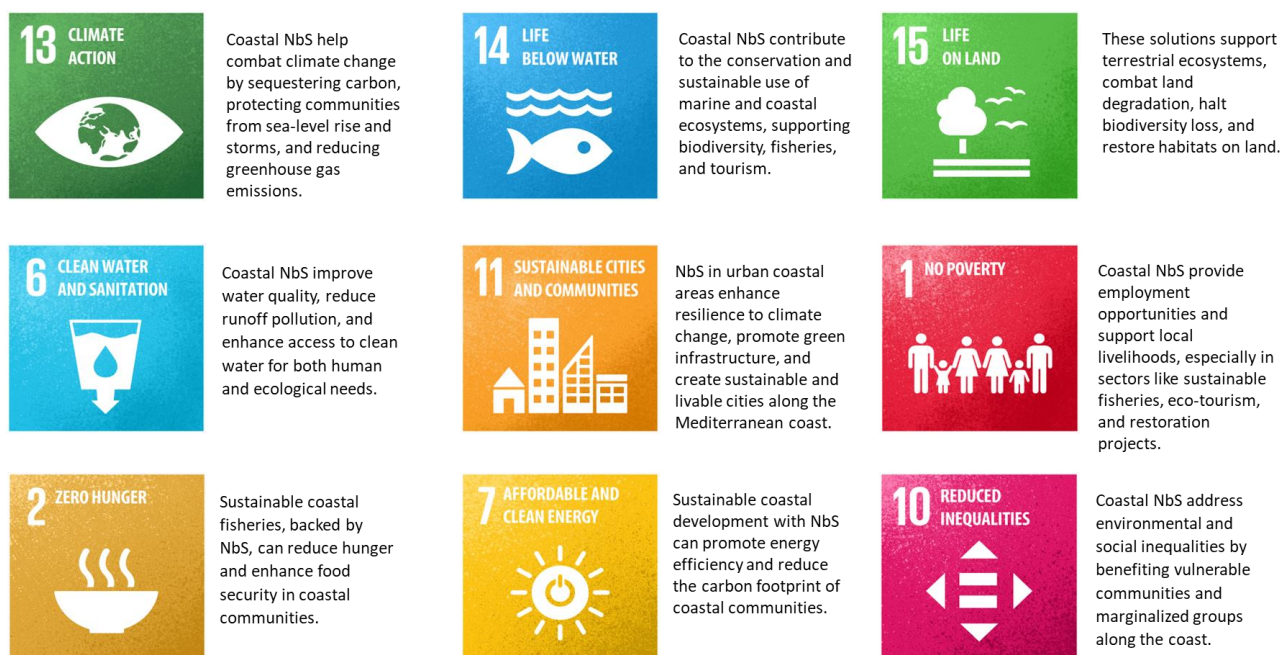 13 CLIMATE
ACTION
Coastal NbS help
combat climate change
by sequestering carbon,
protecting communities
from sea-level rise and
storms, and reducing
greenhouse gas
emissions.
14 LIFE
BELOW WATER
Coastal NbS contribute
to the conservation and
sustainable use of
marine and coastal
ecosystems, supporting
biodiversity, fisheries,
and tourism.
15 LIFE
ON LAND
These solutions support
terrestrial ecosystems,
combat land
degradation, halt
biodiversity loss, and
restore habitats on land.
6 CLEAN WATER
AND SANITATION
Coastal NbS improve
water quality, reduce
runoff pollution, and
enhance access to clean
water for both human
and ecological needs.
11 SUSTAINABLE CITIES
AND COMMUNITIES
NbS in urban coastal
areas enhance
resilience to climate
change, promote green
infrastructure, and
create sustainable and
livable cities along the
Mediterranean coast.
1 NO POVERTY
Coastal NbS provide
employment
opportunities and
support local
livelihoods, especially in
sectors like sustainable
fisheries, eco-tourism,
and restoration
projects.
2 ZERO HUNGER
Sustainable coastal
fisheries, backed by
NbS, can reduce hunger
and enhance food
security in coastal
communities.
7 AFFORDABLE AND
CLEAN ENERGY
Sustainable coastal
development with NbS
can promote energy
efficiency and reduce
the carbon footprint of
coastal communities.
10 REDUCED
INEQUALITIES
Coastal NbS address
environmental and
social inequalities by
benefiting vulnerable
communities and
marginalized groups
along the coast.